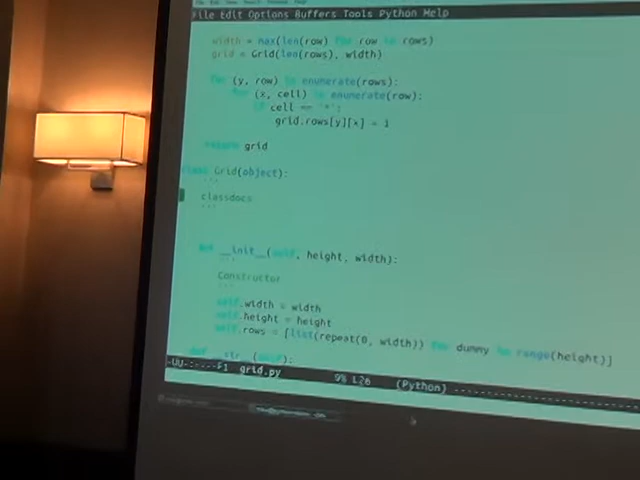 File Edit Options Buffers Tools Python Help
width = max(len(row) for row in rows)
grid = Grid(len(rows), width)
for (y, row) in enumerate(rows):
for (x, cell) in enumerate(row):
if cell == '*':
grid.rows[y][x] = 1
return grid
class Grid(object):
'''
classdocs
'''
def __init__(self, height, width):
'''
Constructor
'''
self.width = width
self.height = height
self.rows = [list(repeat(0, width)) for dummy in range(height)]
def __str__(self):
-UU-:----F1 grid.py 9% L26 (Python)